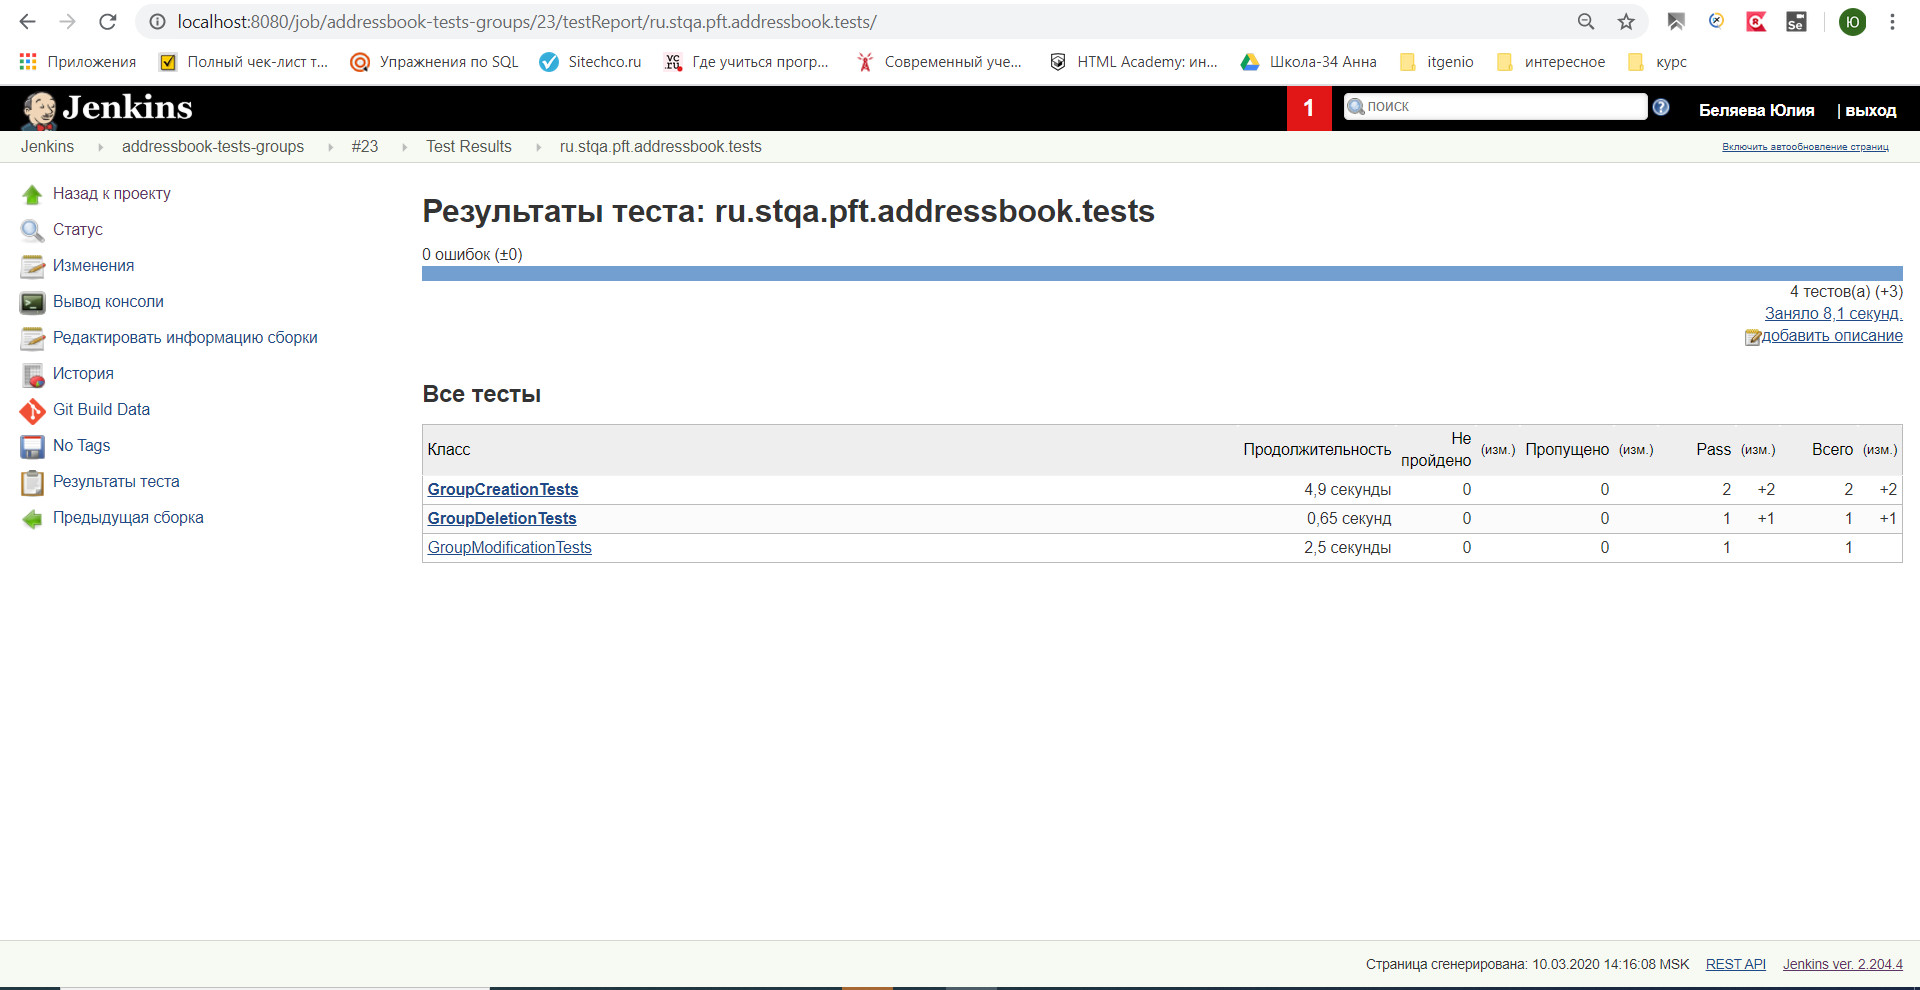 localhost:8080/job/addressbook-tests-groups/23/testReport/ru.stqa.pft.addressbook.tests/
Se
Ю
Приложения
Полный чек-лист т...
Упражнения по SQL
Sitechco.ru
Где учиться прогр...
Современный уче...
HTML Academy: ин...
Школа-34 Анна
itgenio
интересное
курс
Jenkins
1
поиск
?
Беляева Юлия
| выход
Jenkins
addressbook-tests-groups
#23
Test Results
ru.stqa.pft.addressbook.tests
Включить автообновление страниц
Назад к проекту
Статус
Изменения
Вывод консоли
Редактировать информацию сборки
История
Git Build Data
No Tags
Результаты теста
Предыдущая сборка
Результаты теста: ru.stqa.pft.addressbook.tests
0 ошибок (±0)
4 тестов(а) (+3)
Заняло 8,1 секунд.
добавить описание
Все тесты
Класс Продолжительность Не пройдено (изм.) Пропущено (изм.) Pass (изм.) Всего (изм.)
GroupCreationTests 4,9 секунды 0 0 2 +2 2 +2
GroupDeletionTests 0,65 секунд 0 0 1 +1 1 +1
GroupModificationTests 2,5 секунды 0 0 1 1
Страница сгенерирована: 10.03.2020 14:16:08 MSK REST API Jenkins ver. 2.204.4